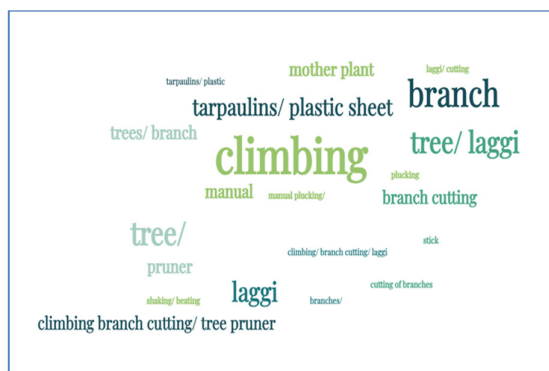 mother plant
laggi/ cutting
tarpaulins/ plastic
branch
tarpaulins/ plastic sheet
trees/ branch
tree/ laggi
climbing
plucking
manual
manual plucking/
branch cutting
tree/
stick
climbing/ branch cutting/ laggi
pruner
cutting of branches
laggi
shaking/ beating
branches/
climbing branch cutting/ tree pruner